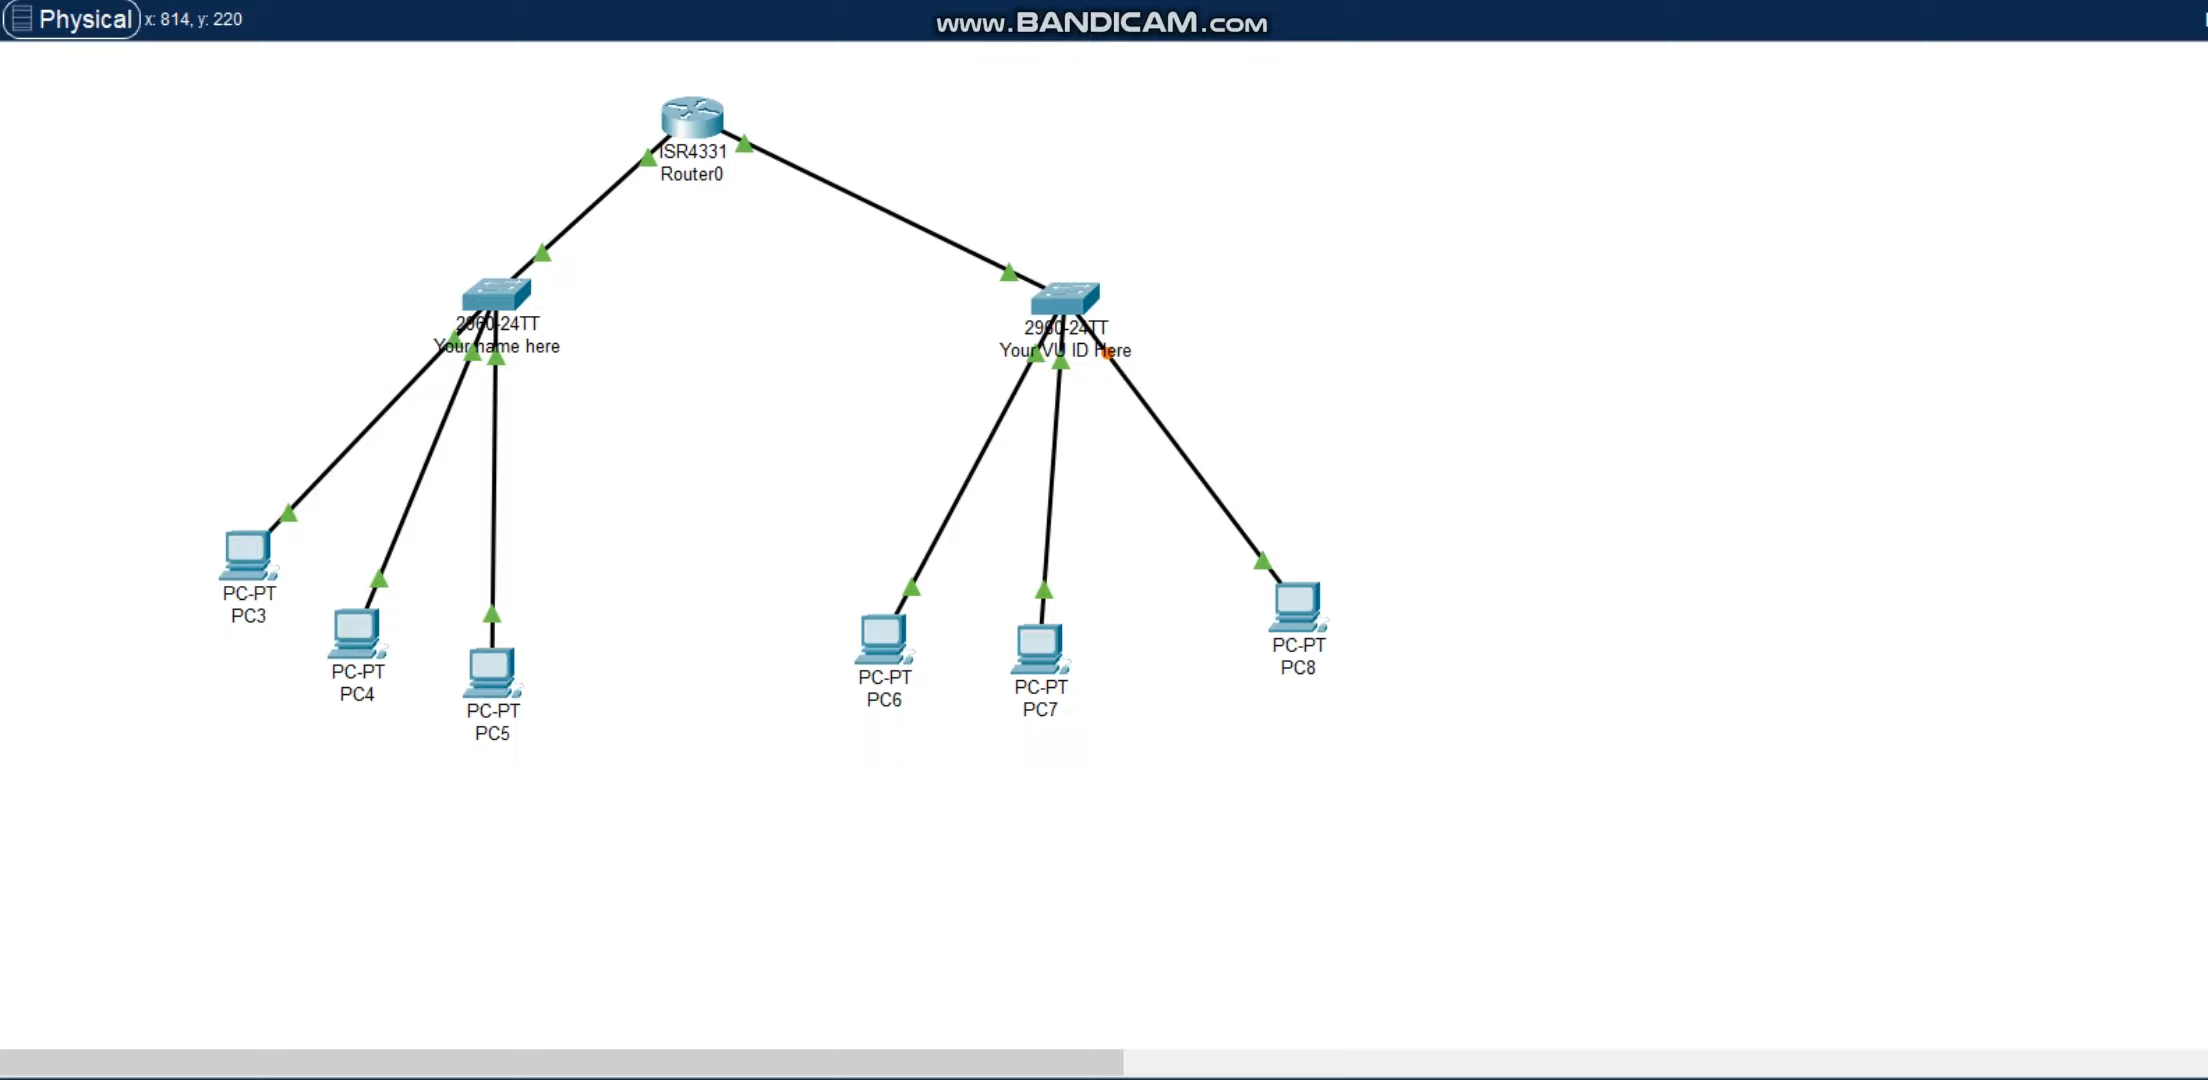 Physical x: 814, y: 220
www.BANDICAM.com
ISR4331
Router0
2960-24TT
Your name here
2960-24TT
Your VU ID Here
PC-PT
PC3
PC-PT
PC4
PC-PT
PC5
PC-PT
PC6
PC-PT
PC7
PC-PT
PC8